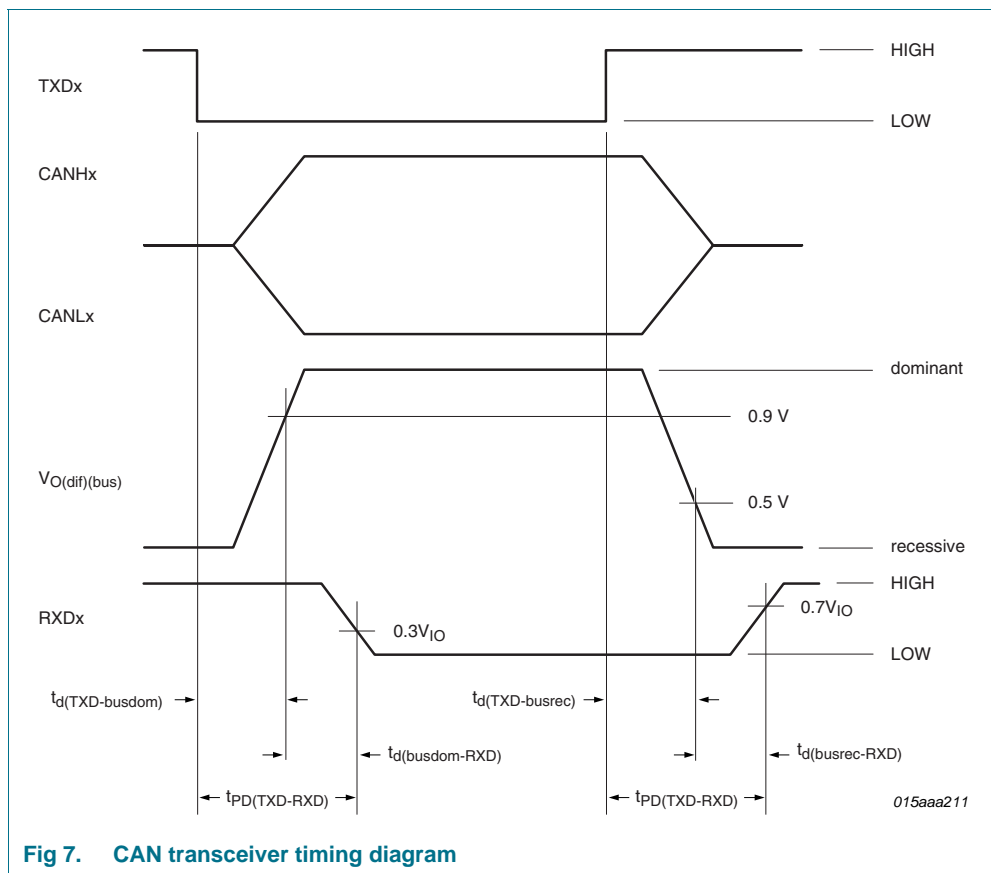 HIGH
TXDx
LOW
CANHx
CANLx
dominant
0.9 V
VO(dif)(bus)
0.5 V
recessive
HIGH
RXDx
0.7VIO
0.3VIO
LOW
td(TXD-busdom)
td(TXD-busrec)
td(busdom-RXD)
td(busrec-RXD)
tPD(TXD-RXD)
tPD(TXD-RXD)
015aaa211
Fig 7. CAN transceiver timing diagram